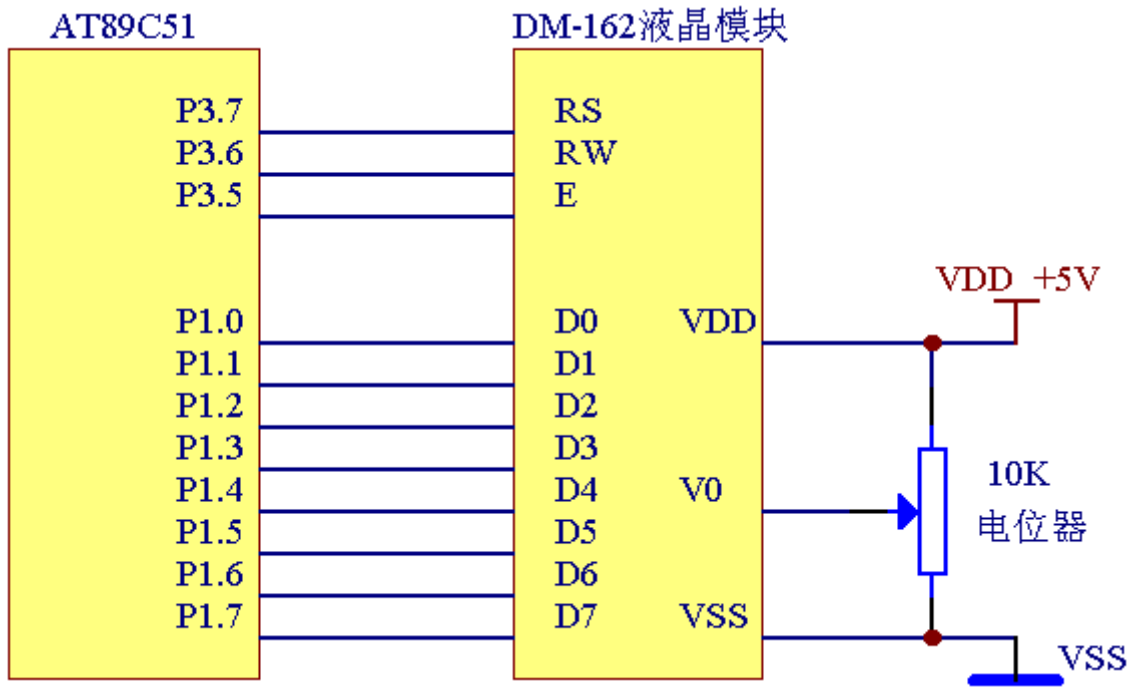 AT89C51
DM-162液晶模块
P3.7
RS
P3.6
RW
P3.5
E
VDD +5V
P1.0
D0
VDD
P1.1
D1
P1.2
D2
P1.3
D3
P1.4
D4
V0
10K
电位器
P1.5
D5
P1.6
D6
P1.7
D7
VSS
VSS